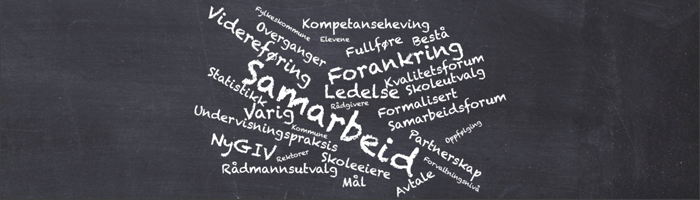 Fylkeskommune
Videreføring
Overganger
Kompetanseheving
Elevene
Fullføre
Bestå
Forankring
Kvalitetsforum
Statistikk
Samarbeid
Ledelse
Skoleutvalg
Rådgivere
Varig
Formalisert
Samarbeidsforum
Undervisningspraksis
Kommune
Oppfølging
NyGIV
Rektorer
Partnerskap
Skoleeiere
Forvaltningsnivå
Rådmannsutvalg
Mål
Avtale